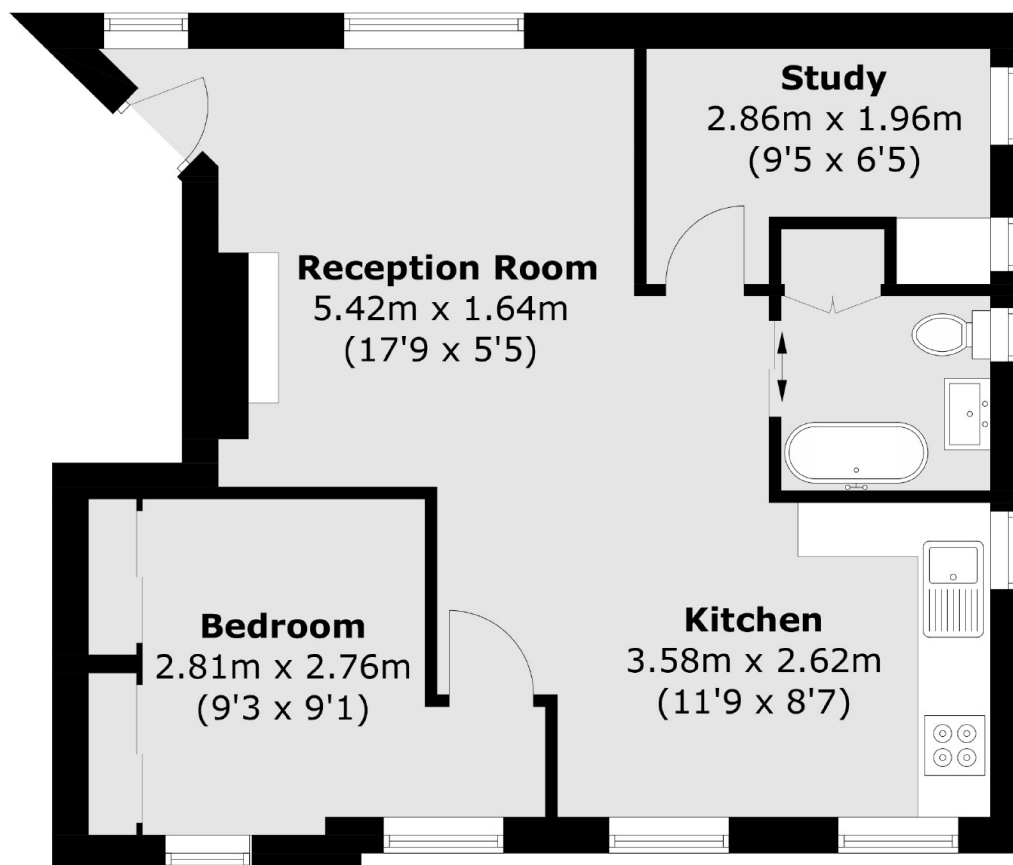 Study
2.86m x 1.96m
(9'5 x 6'5)
Reception Room
5.42m x 1.64m
(17'9 x 5'5)
Bedroom
2.81m x 2.76m
(9'3 x 9'1)
Kitchen
3.58m x 2.62m
(11'9 x 8'7)